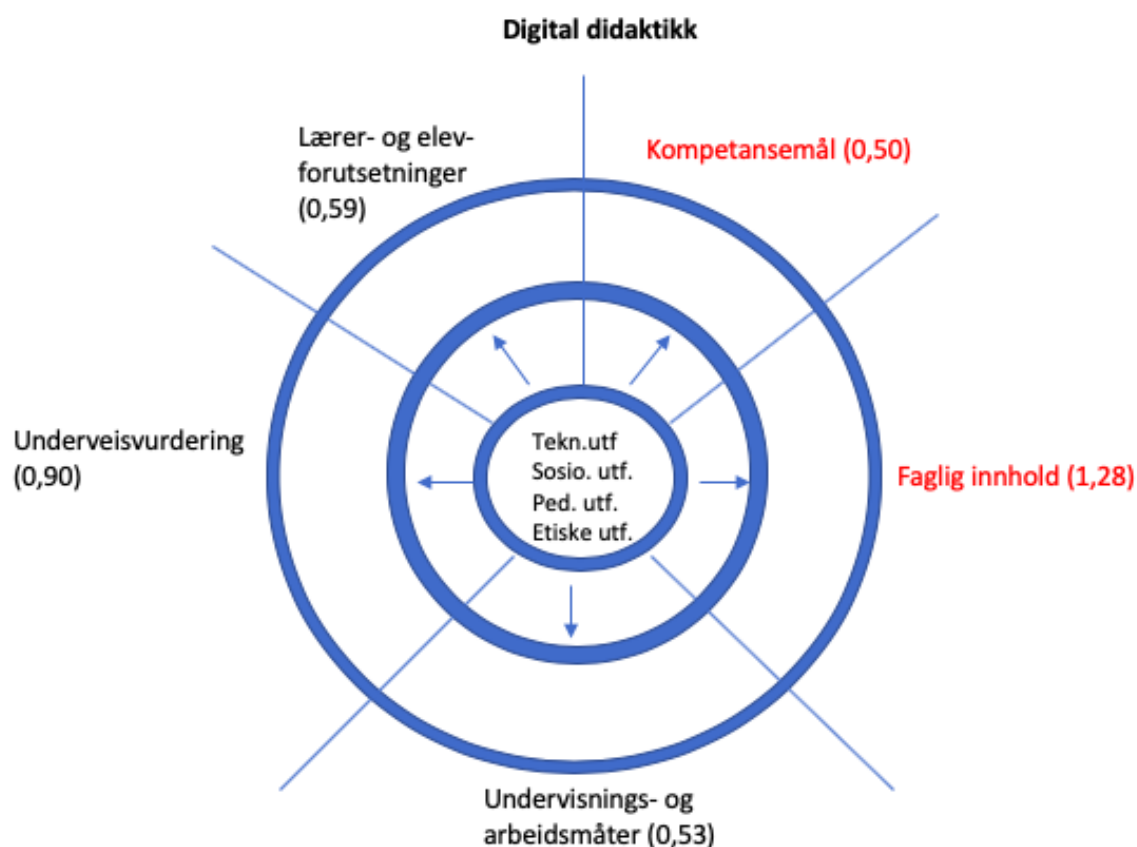 Digital didaktikk
Lærer- og elev-
forutsetninger
(0,59)
Kompetansemål (0,50)
Underveisvurdering
(0,90)
Tekn.utf
Sosio. utf.
Ped. utf.
Etiske utf.
Faglig innhold (1,28)
Undervisnings- og
arbeidsmåter (0,53)